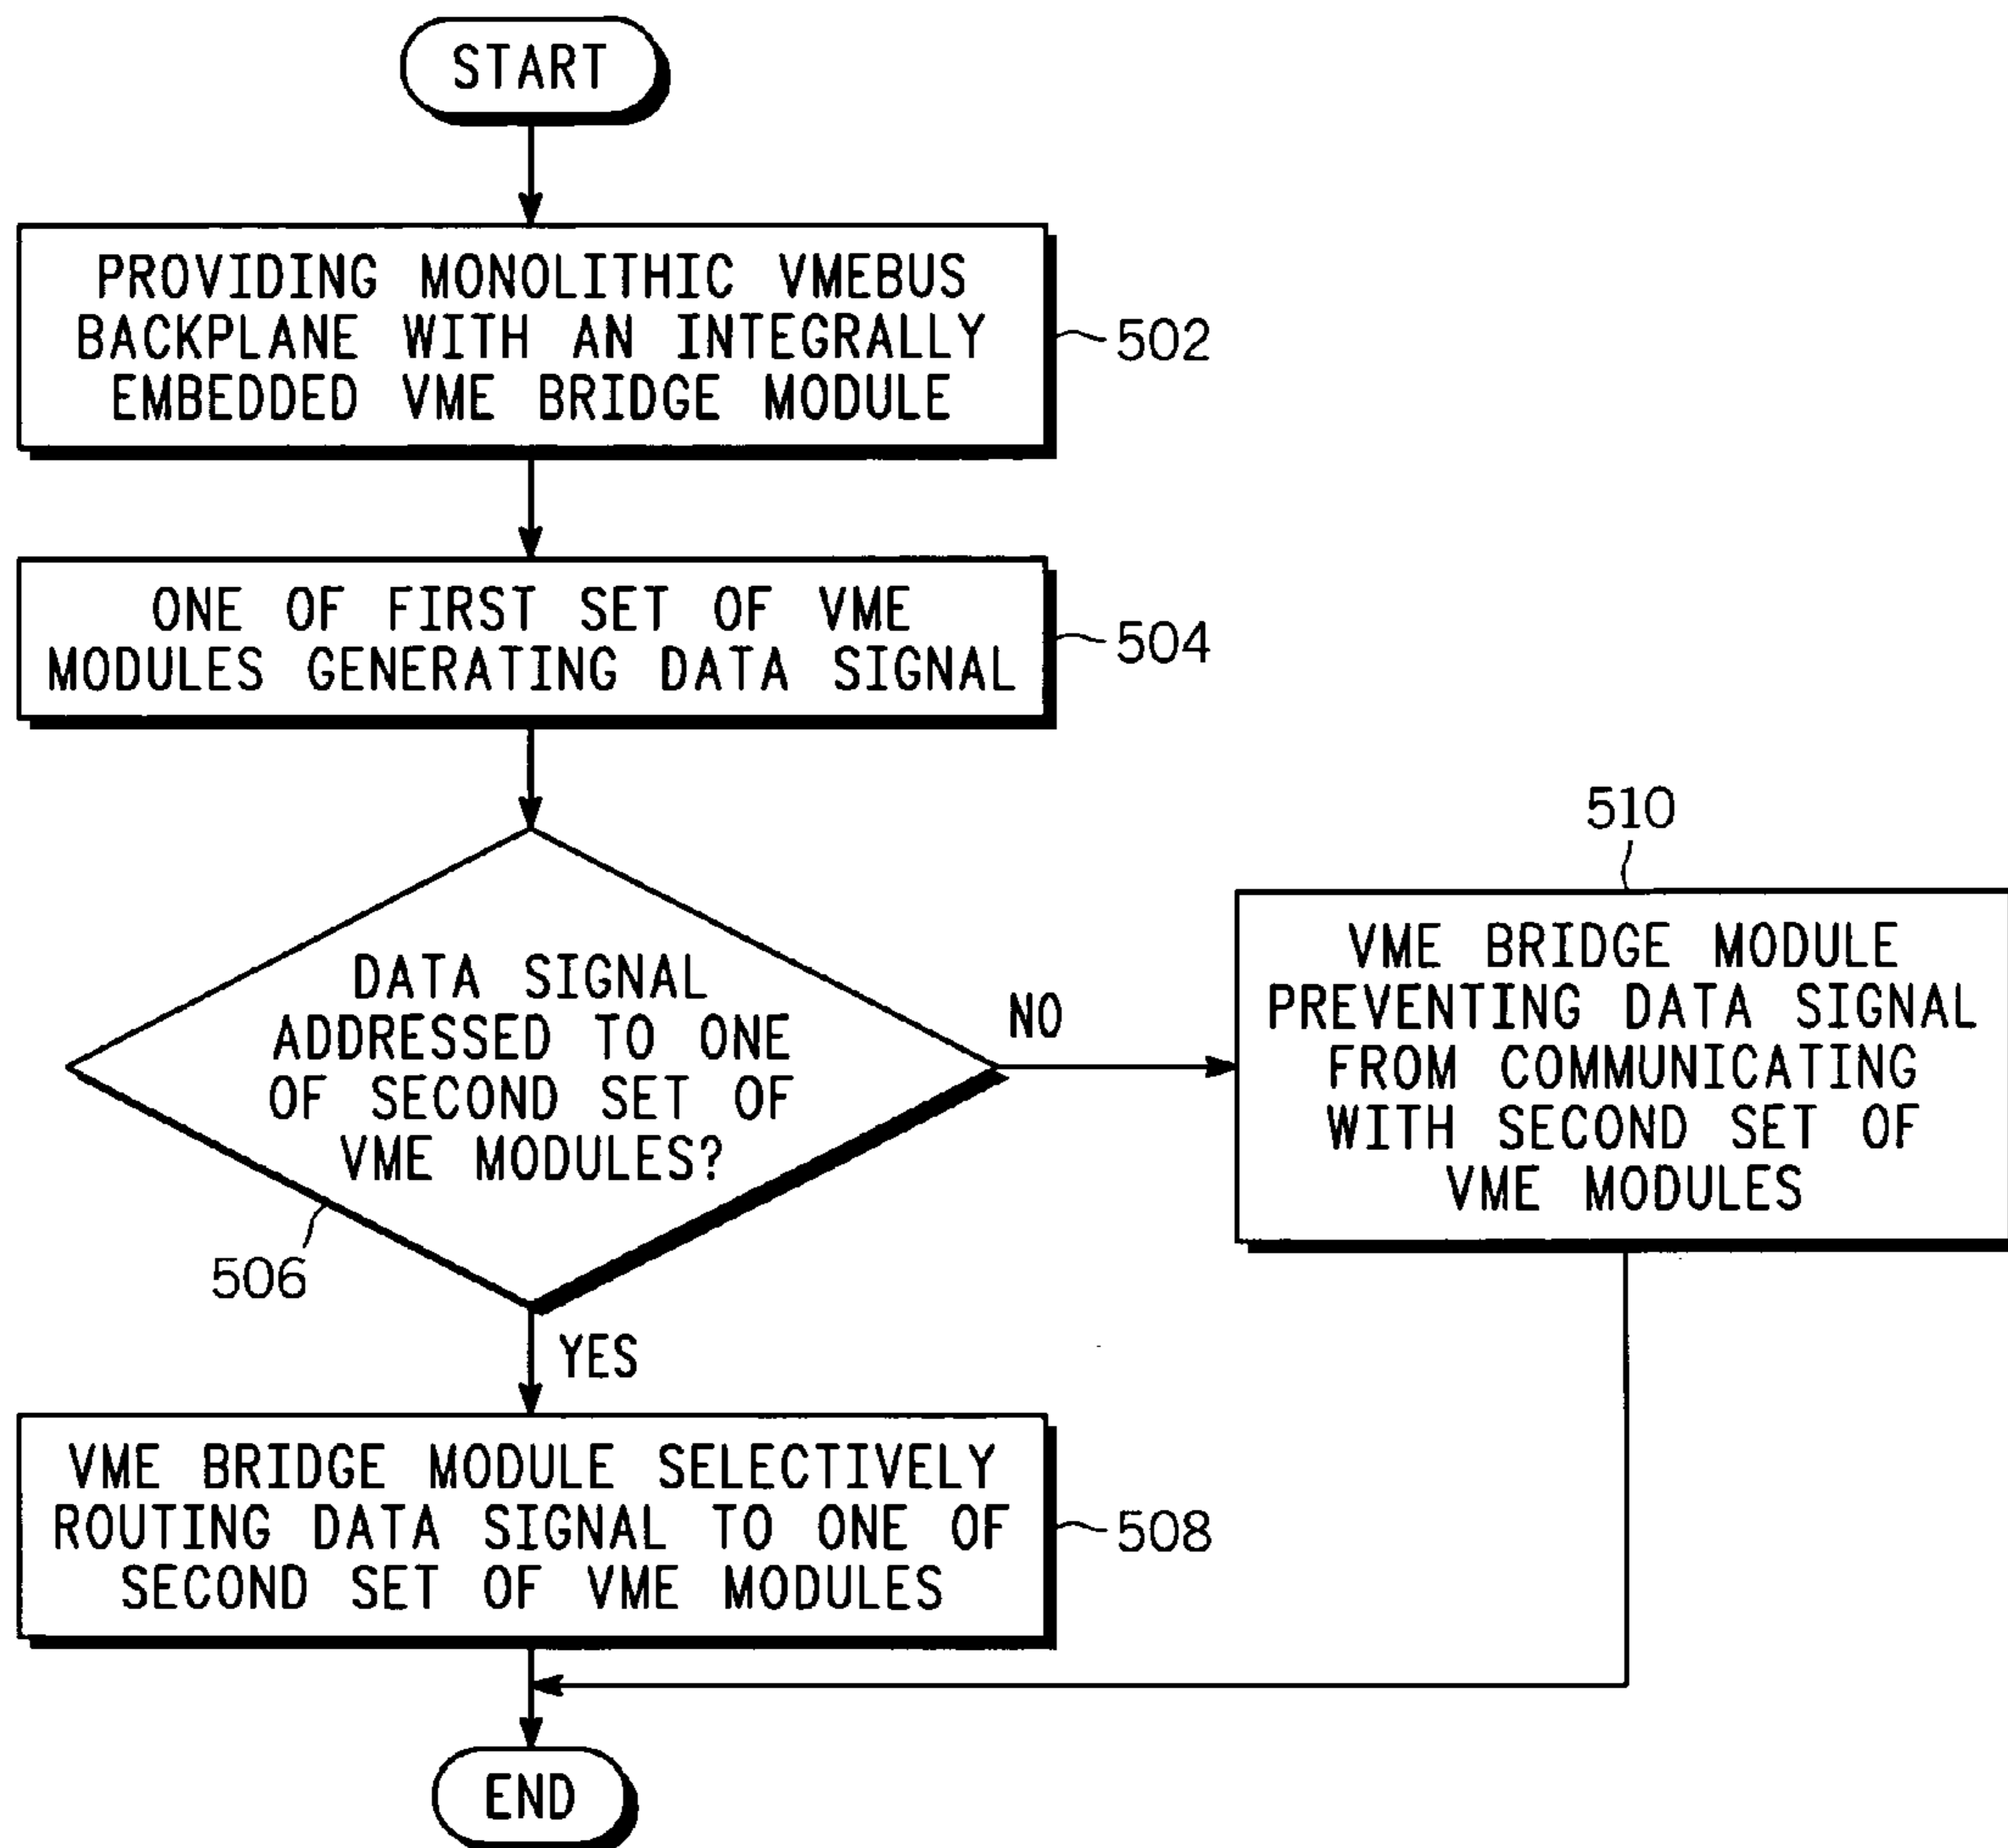 START
PROVIDING MONOLITHIC VMEBUS
BACKPLANE WITH AN INTEGRALLY
EMBEDDED VME BRIDGE MODULE
502
ONE OF FIRST SET OF VME
MODULES GENERATING DATA SIGNAL
504
DATA SIGNAL
ADDRESSED TO ONE
OF SECOND SET OF
VME MODULES?
506
NO
510
VME BRIDGE MODULE
PREVENTING DATA SIGNAL
FROM COMMUNICATING
WITH SECOND SET OF
VME MODULES
YES
VME BRIDGE MODULE SELECTIVELY
ROUTING DATA SIGNAL TO ONE OF
SECOND SET OF VME MODULES
508
END